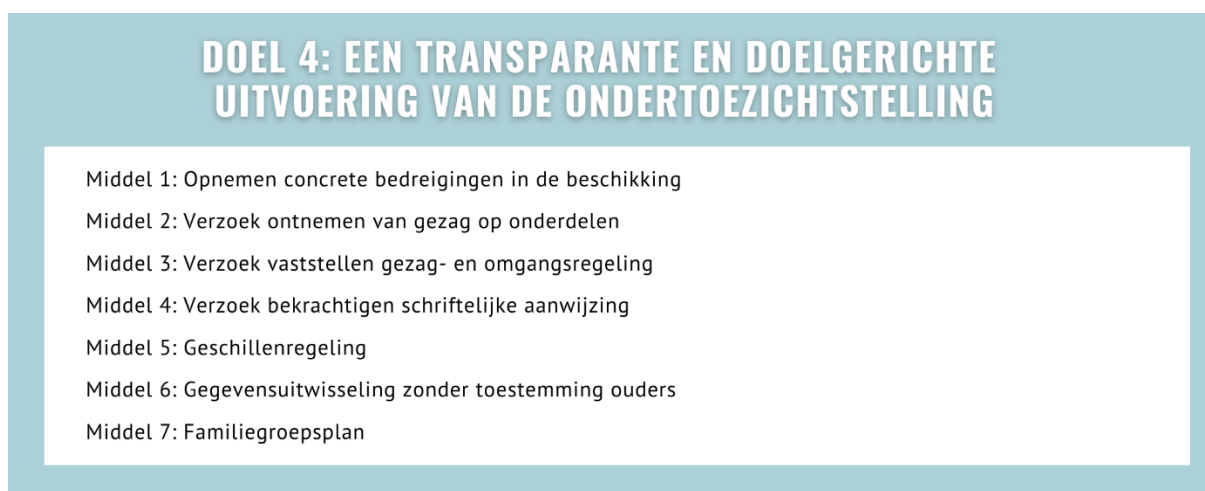 DOEL 4: EEN TRANSPARANTE EN DOELGERICHTE
UITVOERING VAN DE ONDERTOEZICHTSTELLING
Middel 1: Opnemen concrete bedreigingen in de beschikking
Middel 2: Verzoek ontnemen van gezag op onderdelen
Middel 3: Verzoek vaststellen gezag- en omgangsregeling
Middel 4: Verzoek bekrachtigen schriftelijke aanwijzing
Middel 5: Geschillenregeling
Middel 6: Gegevensuitwisseling zonder toestemming ouders
Middel 7: Familiegroepsplan